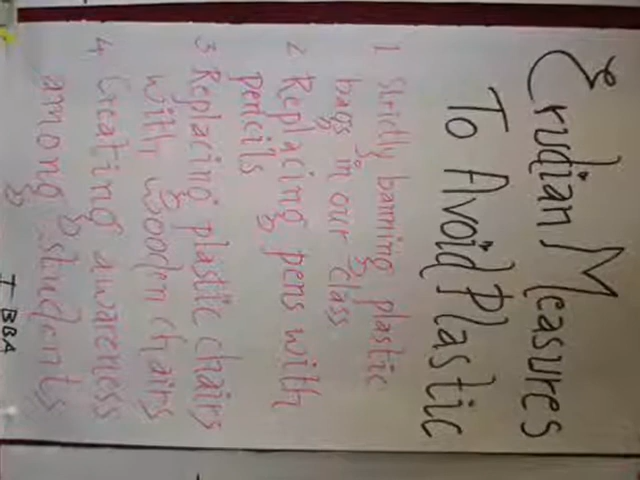 Erudian Measures
To Avoid Plastic
1 Strictly banning plastic
bags in our class
2 Replacing pens with
pencils
3 Replacing plastic chairs
with wooden chairs
4 Creating awareness
among students
I-BBA